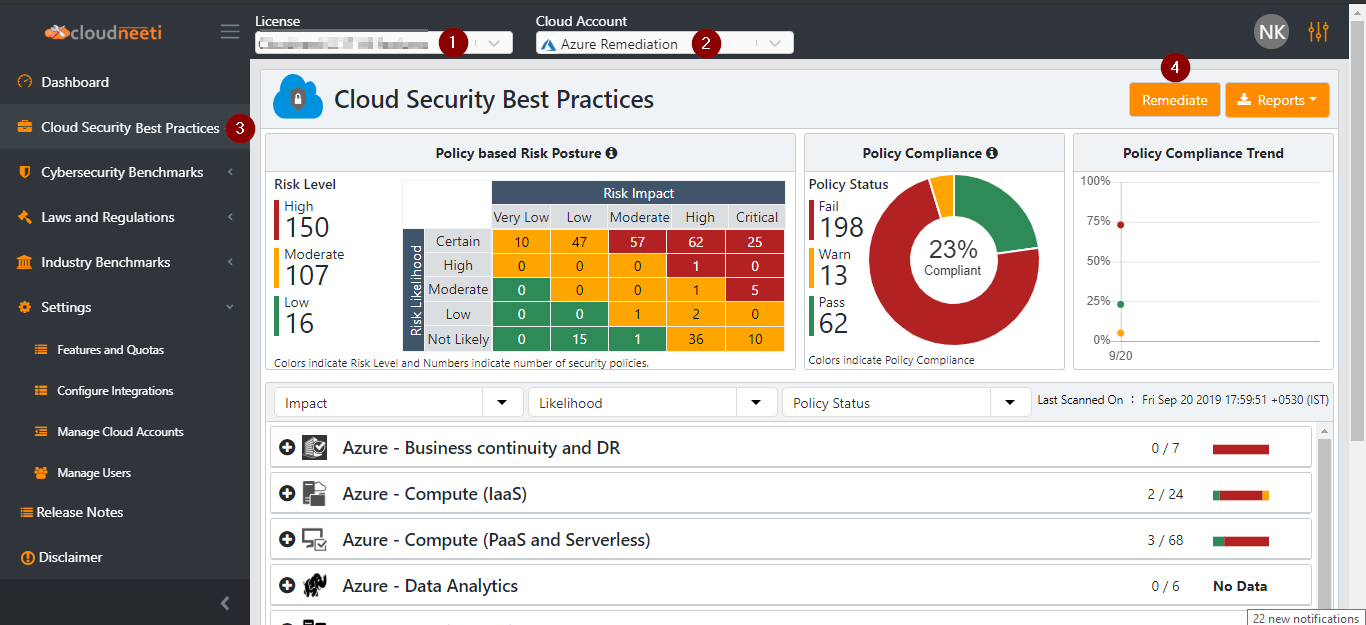 cloudneeti
License
Cloud Account
NK
1
Azure Remediation
2
Dashboard
Cloud Security Best Practices
3
Cybersecurity Benchmarks
Laws and Regulations
Industry Benchmarks
Settings
Features and Quotas
Configure Integrations
Manage Cloud Accounts
Manage Users
Release Notes
Disclaimer
Cloud Security Best Practices
4
Remediate
Reports
Policy based Risk Posture
Risk Level
High
150
Moderate
107
Low
16
Risk Impact
Very Low Low Moderate High Critical
Risk Likelihood
Certain 10 47 57 62 25
High 0 0 0 1 0
Moderate 0 0 0 1 5
Low 0 0 1 2 0
Not Likely 0 15 1 36 10
Colors indicate Risk Level and Numbers indicate number of security policies.
Policy Compliance
Policy Status
Fail
198
Warn
13
Pass
62
23%
Compliant
Colors indicate Policy Compliance
Policy Compliance Trend
100%
75%
50%
25%
0%
9/20
Impact
Likelihood
Policy Status
Last Scanned On : Fri Sep 20 2019 17:59:51 +0530 (IST)
Azure - Business continuity and DR 0 / 7
Azure - Compute (IaaS) 2 / 24
Azure - Compute (PaaS and Serverless) 3 / 68
Azure - Data Analytics 0 / 6 No Data
22 new notifications